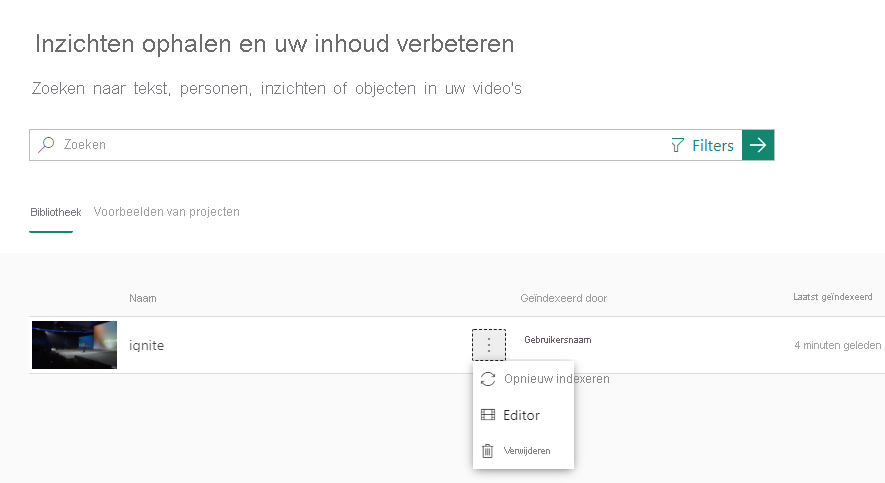 Inzichten ophalen en uw inhoud verbeteren
Zoeken naar tekst, personen, inzichten of objecten in uw video's
Zoeken Filters
Bibliotheek Voorbeelden van projecten
Naam Geïndexeerd door Laatst geïndexeerd
ignite Gebruikersnaam 4 minuten geleden
Opnieuw indexeren
Editor
Verwijderen